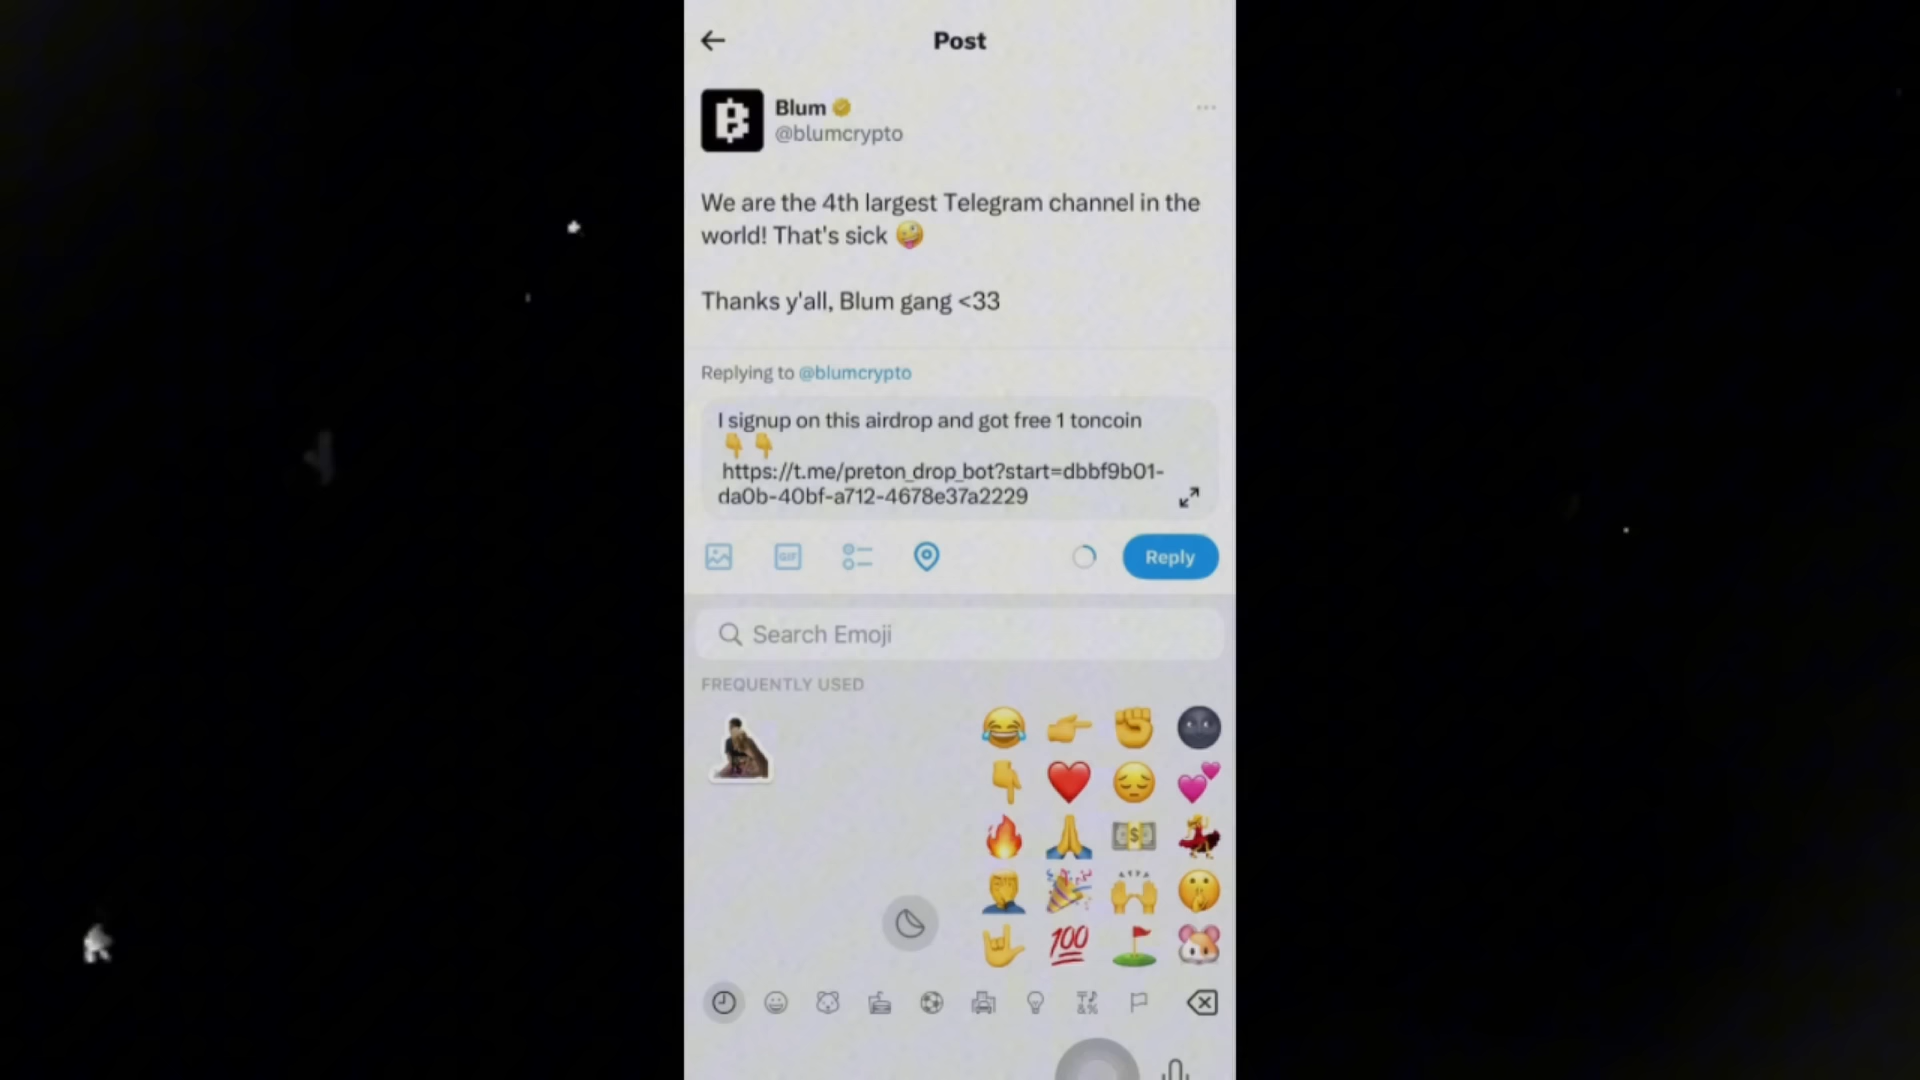 Post
Blum
@blumcrypto
We are the 4th largest Telegram channel in the
world! That's sick 🤪
Thanks y'all, Blum gang <33
Replying to @blumcrypto
I signup on this airdrop and got free 1 toncoin
👇👇
https://t.me/preton_drop_bot?start=dbbf9b01-
da0b-40bf-a712-4678e37a2229
GIF
Reply
Search Emoji
FREQUENTLY USED
100
&%